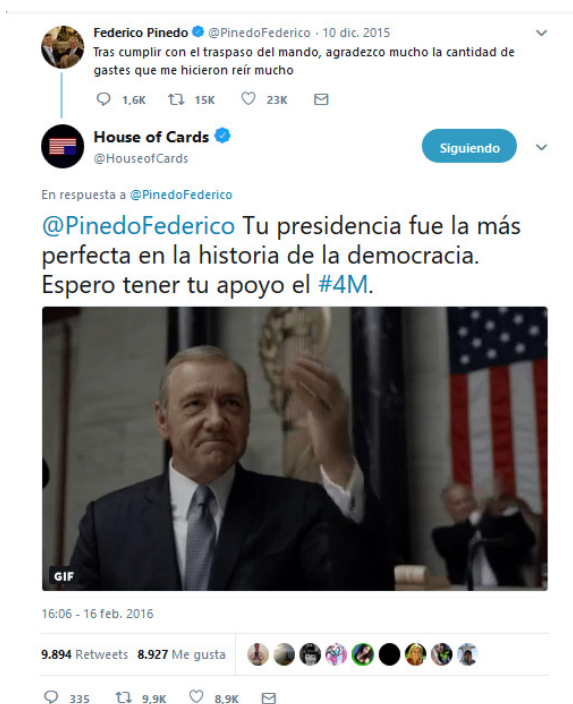 Federico Pinedo @PinedoFederico · 10 dic. 2015
Tras cumplir con el traspaso del mando, agradezco mucho la cantidad de
gastes que me hicieron reír mucho
1,6K 15K 23K
House of Cards
@HouseofCards
Siguiendo
En respuesta a @PinedoFederico
@PinedoFederico Tu presidencia fue la más
perfecta en la historia de la democracia.
Espero tener tu apoyo el #4M.
GIF
16:06 - 16 feb. 2016
9.894 Retweets 8.927 Me gusta
335 9,9K 8,9K